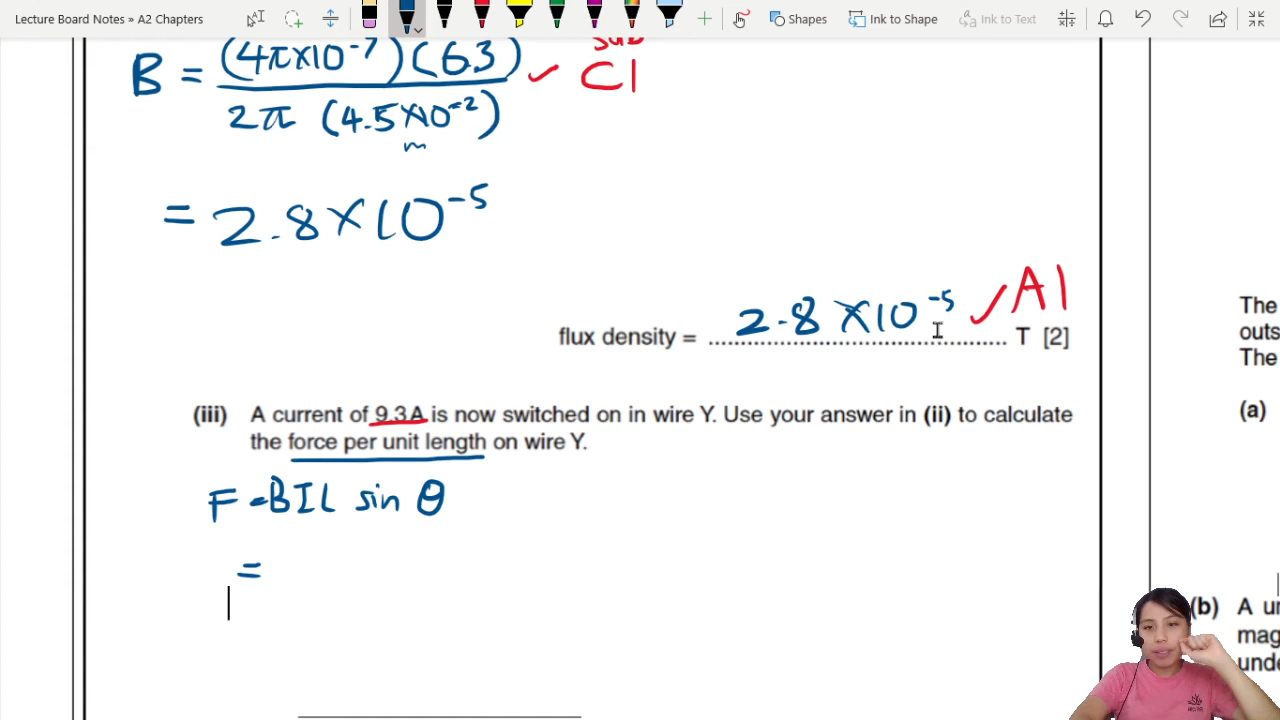 Lecture Board Notes » A2 Chapters
Shapes
Ink to Shape
Ink to Text
B = (4π×10⁻⁷)(6.3) / 2π (4.5×10⁻²) ✓ C1
m
= 2.8×10⁻⁵
2.8×10⁻⁵ ✓ A1
flux density = .................................................. T [2]
(iii) A current of 9.3A is now switched on in wire Y. Use your answer in (ii) to calculate
the force per unit length on wire Y.
F = BIL sin θ
=
The
outs
The
(a)
(b) A
mag
unde